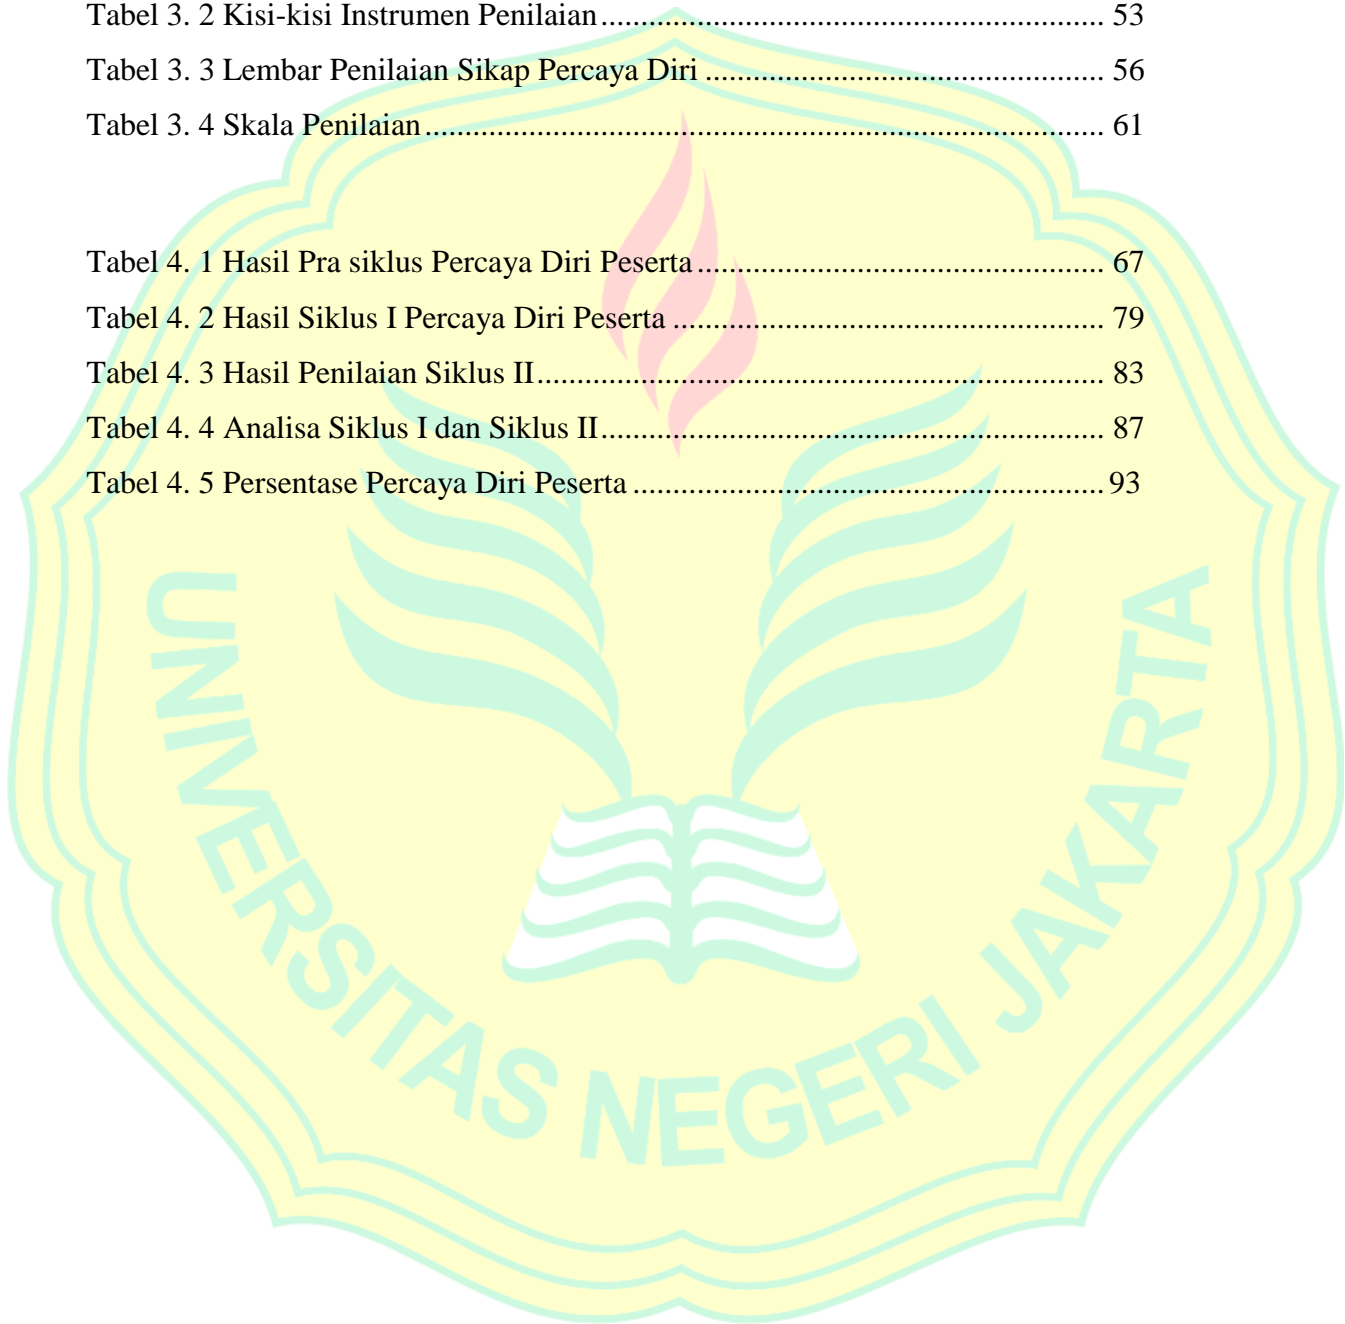 Tabel 3. 2 Kisi-kisi Instrumen Penilaian................................................................ 53
Tabel 3. 3 Lembar Penilaian Sikap Percaya Diri .................................................. 56
Tabel 3. 4 Skala Penilaian..................................................................................... 61
Tabel 4. 1 Hasil Pra siklus Percaya Diri Peserta................................................... 67
Tabel 4. 2 Hasil Siklus I Percaya Diri Peserta ...................................................... 79
Tabel 4. 3 Hasil Penilaian Siklus II....................................................................... 83
Tabel 4. 4 Analisa Siklus I dan Siklus II............................................................... 87
Tabel 4. 5 Persentase Percaya Diri Peserta ........................................................... 93
UNIVERSITAS NEGERI JAKARTA